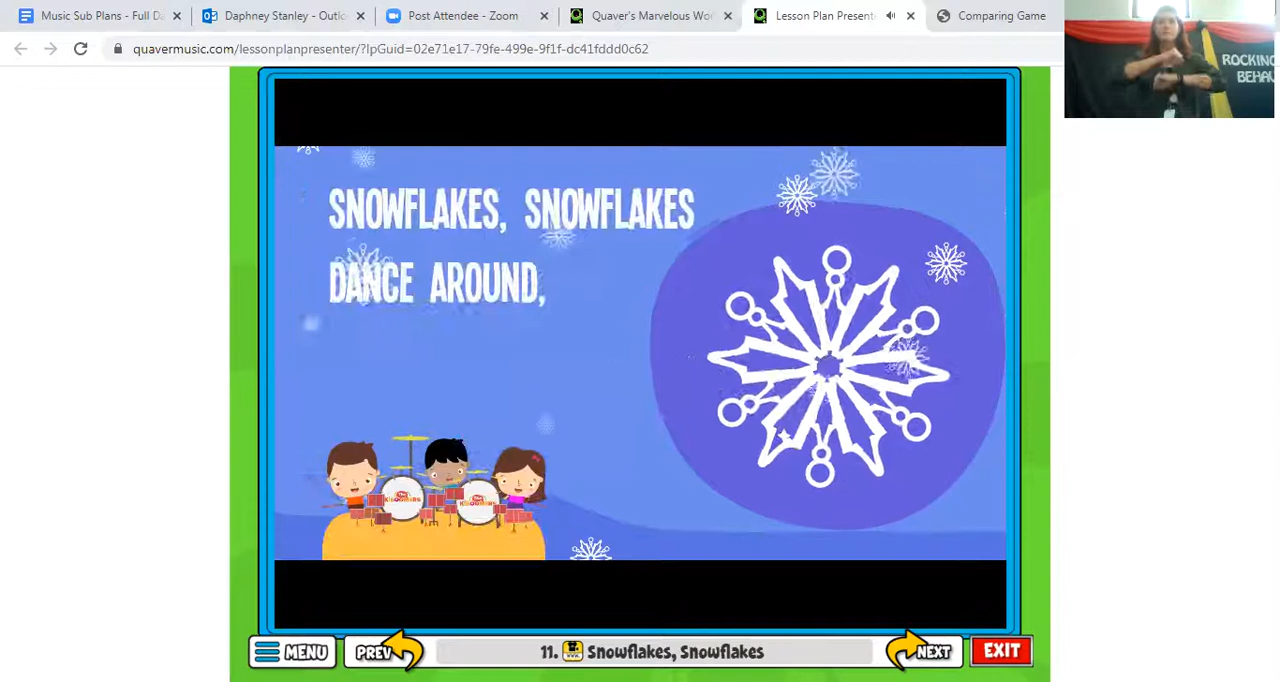 Music Sub Plans - Full Da
Daphney Stanley - Outlo
Post Attendee - Zoom
Quaver's Marvelous Wo
Lesson Plan Present
Comparing Game
quavermusic.com/lessonplanpresenter/?lpGuid=02e71e17-79fe-499e-9f1f-dc41fddd0c62
ROCKING
BEHAV
SNOWFLAKES, SNOWFLAKES
DANCE AROUND,
MENU
PREV
11. Snowflakes, Snowflakes
NEXT
EXIT